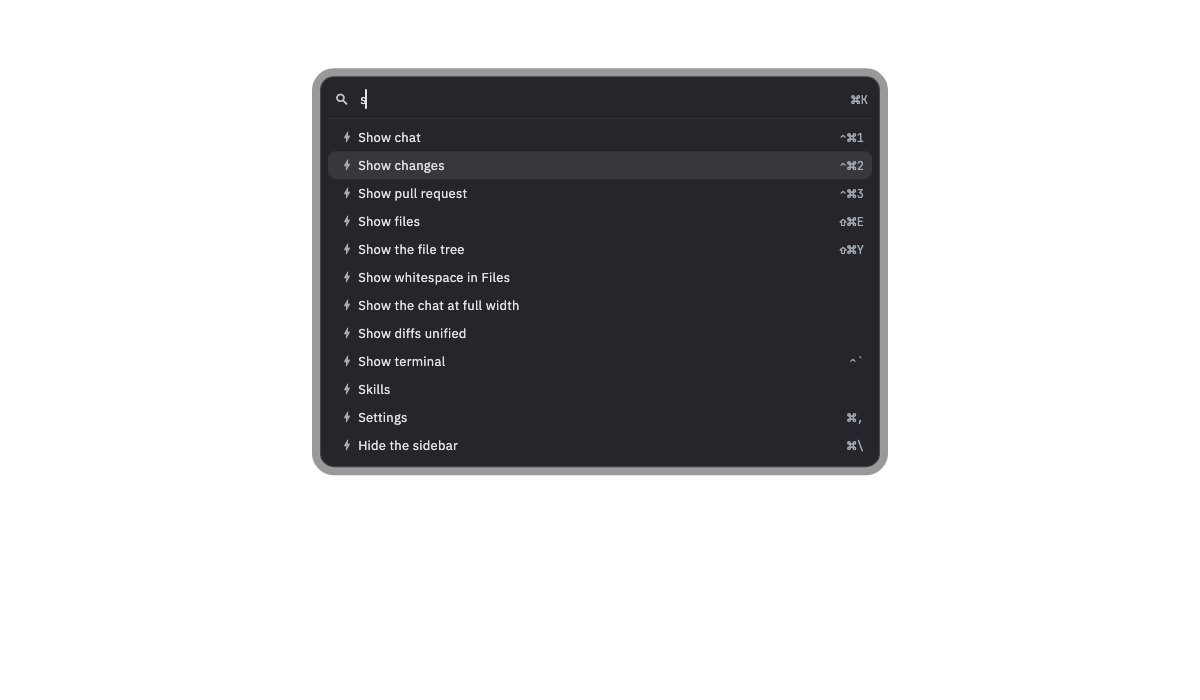 s ⌘K
Show chat ⌃⌘1
Show changes ⌃⌘2
Show pull request ⌃⌘3
Show files ⇧⌘E
Show the file tree ⇧⌘Y
Show whitespace in Files
Show the chat at full width
Show diffs unified
Show terminal ⌃`
Skills
Settings ⌘,
Hide the sidebar ⌘\